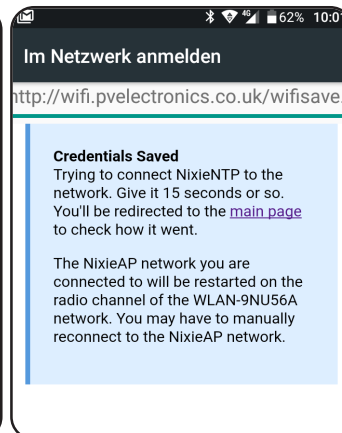 4G 62% 10:01
Im Netzwerk anmelden
http://wifi.pvelectronics.co.uk/wifisave.
Credentials Saved
Trying to connect NixieNTP to the
network. Give it 15 seconds or so.
You'll be redirected to the main page
to check how it went.
The NixieAP network you are
connected to will be restarted on the
radio channel of the WLAN-9NU56A
network. You may have to manually
reconnect to the NixieAP network.